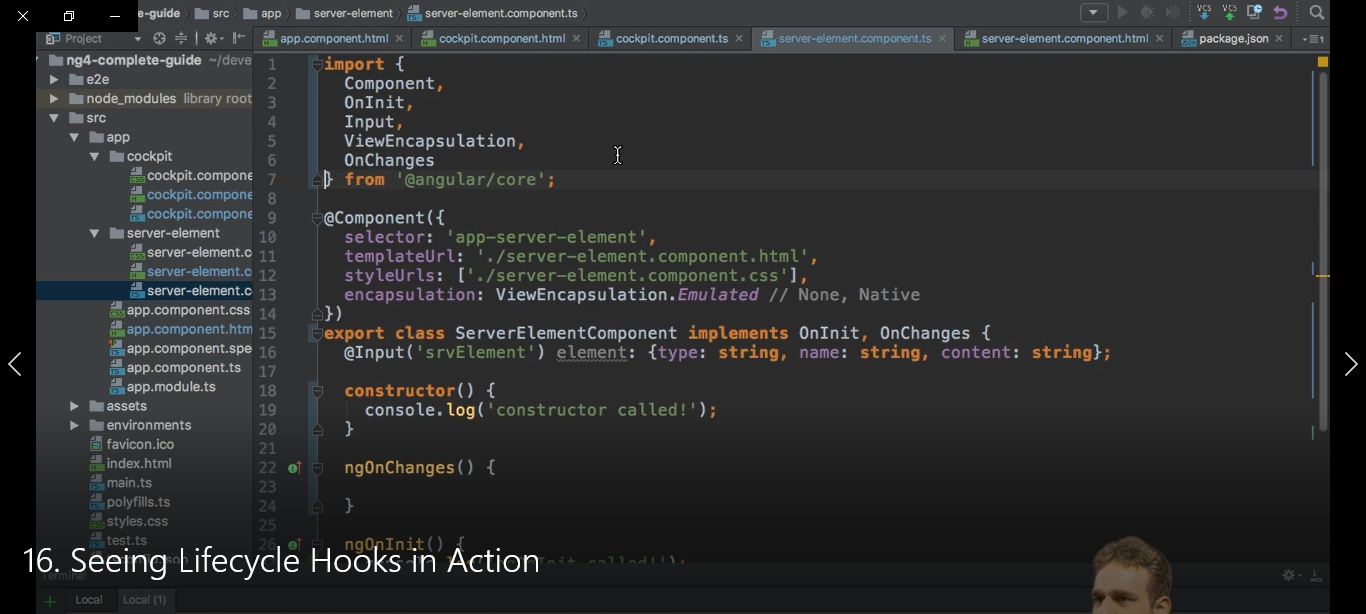 e-guide src app server-element server-element.component.ts
Project app.component.html cockpit.component.html cockpit.component.ts server-element.component.ts server-element.component.html package.json
ng4-complete-guide ~/deve
e2e
node_modules library root
src
app
cockpit
cockpit.compone
cockpit.compone
cockpit.compone
server-element
server-element.c
server-element.c
server-element.c
app.component.css
app.component.htm
app.component.spe
app.component.ts
app.module.ts
assets
environments
favicon.ico
index.html
main.ts
polyfills.ts
styles.css
test.ts
1 import {
2 Component,
3 OnInit,
4 Input,
5 ViewEncapsulation,
6 OnChanges
7 } from '@angular/core';
8
9 @Component({
10 selector: 'app-server-element',
11 templateUrl: './server-element.component.html',
12 styleUrls: ['./server-element.component.css'],
13 encapsulation: ViewEncapsulation.Emulated // None, Native
14 })
15 export class ServerElementComponent implements OnInit, OnChanges {
16 @Input('srvElement') element: {type: string, name: string, content: string};
17
18 constructor() {
19 console.log('constructor called!');
20 }
21
22 ngOnChanges() {
23
24 }
25
26 ngOnInit() {
16. Seeing Lifecycle Hooks in Action
Terminal
Local Local (1)
VCS VCS